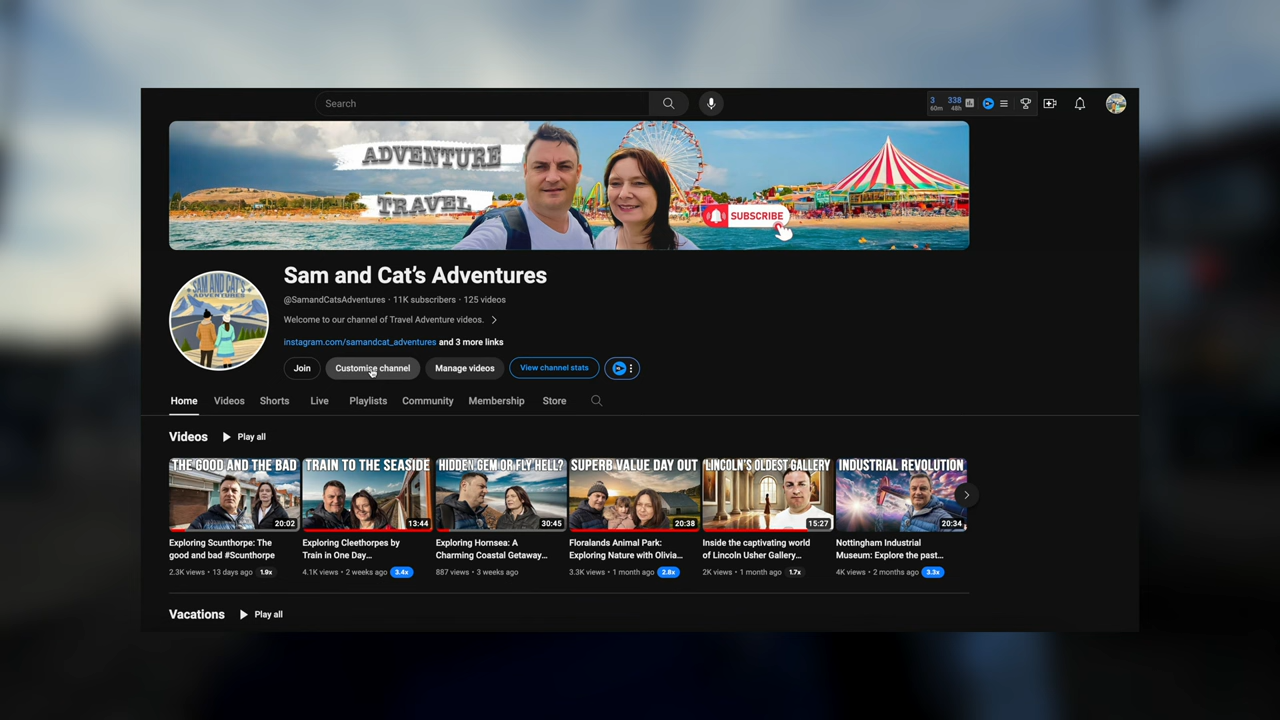 Search
3 338
60m 48h
ADVENTURE
TRAVEL
SUBSCRIBE
SAM AND CAT'S
ADVENTURES
Sam and Cat's Adventures
@SamandCatsAdventures · 11K subscribers · 125 videos
Welcome to our channel of Travel Adventure videos.
instagram.com/samandcat_adventures and 3 more links
Join Customise channel Manage videos View channel stats
Home Videos Shorts Live Playlists Community Membership Store
Videos Play all
THE GOOD AND THE BAD
20:02
TRAIN TO THE SEASIDE
13:44
HIDDEN GEM OR FLY HELL?
30:45
SUPERB VALUE DAY OUT
20:38
LINCOLN'S OLDEST GALLERY
15:27
INDUSTRIAL REVOLUTION
20:34
Exploring Scunthorpe: The
good and bad #Scunthorpe
2.3K views · 13 days ago 1.9x
Exploring Cleethorpes by
Train in One Day...
4.1K views · 2 weeks ago 3.4x
Exploring Hornsea: A
Charming Coastal Getaway...
887 views · 3 weeks ago
Floralands Animal Park:
Exploring Nature with Olivia...
3.3K views · 1 month ago 2.8x
Inside the captivating world
of Lincoln Usher Gallery...
2K views · 1 month ago 1.7x
Nottingham Industrial
Museum: Explore the past...
4K views · 2 months ago 3.3x
Vacations Play all